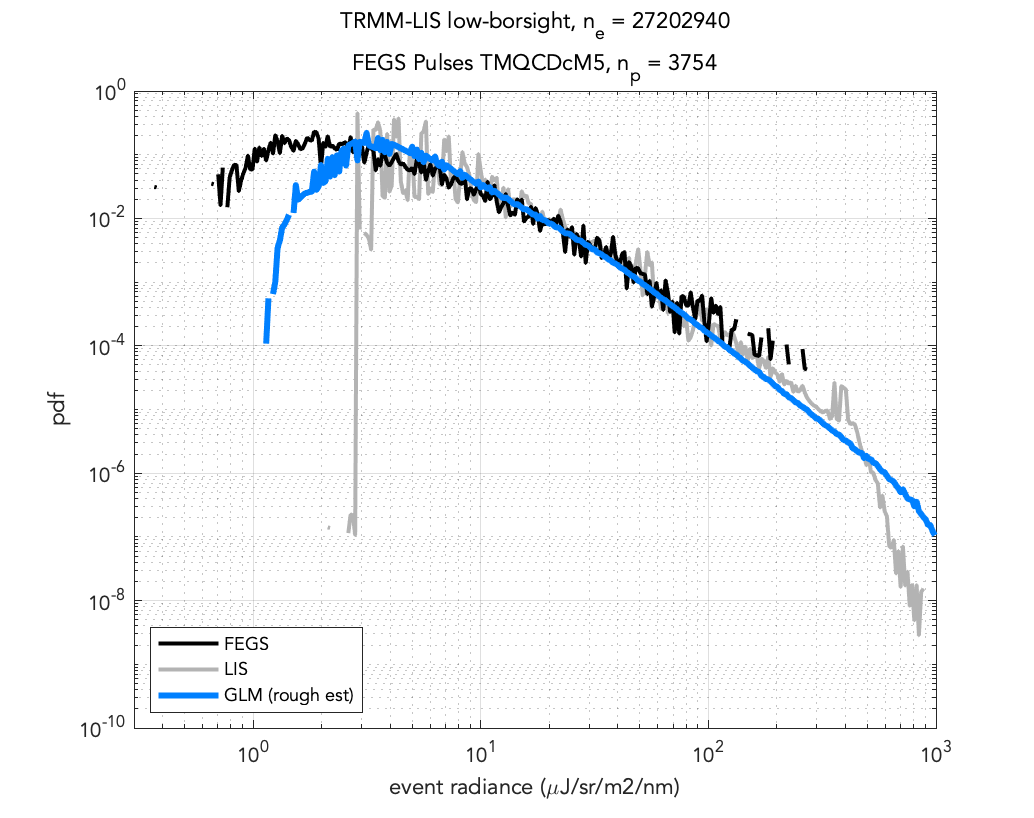 TRMM-LIS low-borsight, n_e = 27202940
FEGS Pulses TMQCDcM5, n_p = 3754
10^0
10^-2
10^-4
10^-6
10^-8
10^-10
pdf
FEGS
LIS
GLM (rough est)
10^0 10^1 10^2 10^3
event radiance (μJ/sr/m2/nm)